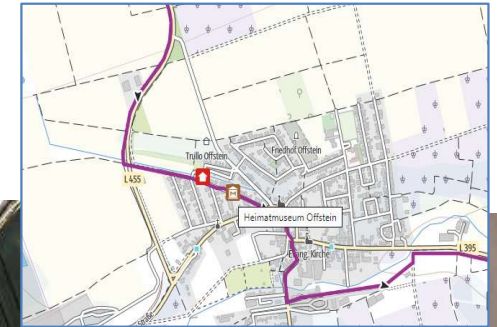 Trullo Offstein
Friedhof Offstein
L 455
Heimatmuseum Offstein
Evang. Kirche
L 395